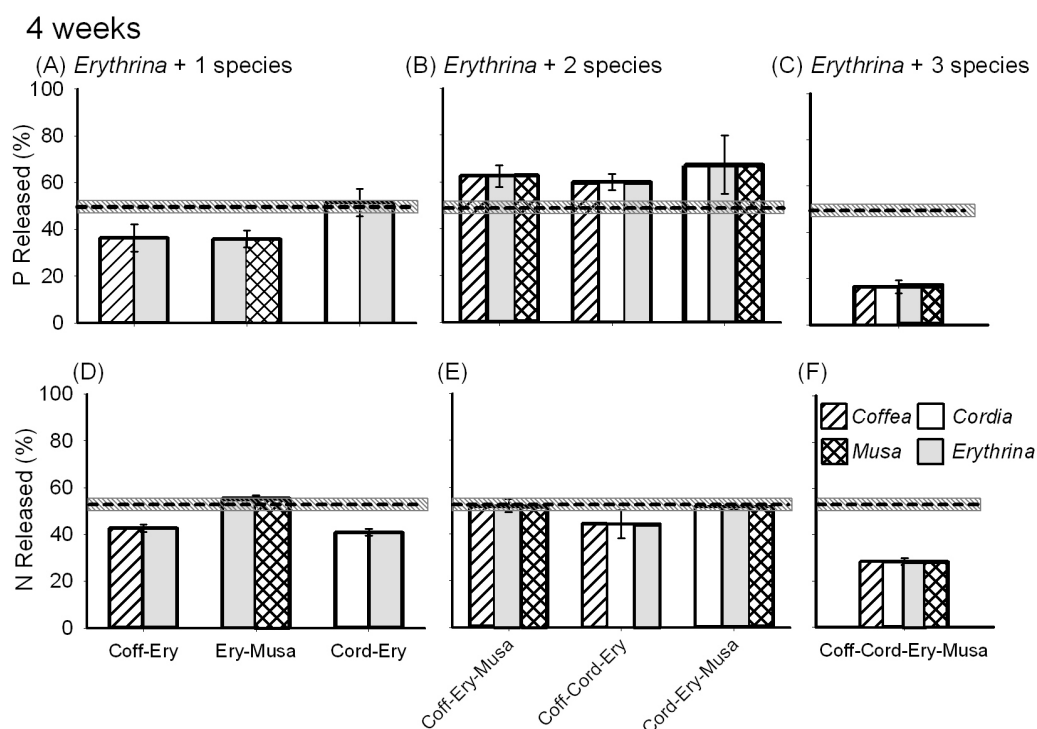 4 weeks
(A) Erythrina + 1 species
(B) Erythrina + 2 species
(C) Erythrina + 3 species
P Released (%)
100
80
60
40
20
0
(D)
(E)
(F)
N Released (%)
100
80
60
40
20
0
Coffea
Cordia
Musa
Erythrina
Coff-Ery
Ery-Musa
Cord-Ery
Coff-Ery-Musa
Coff-Cord-Ery
Cord-Ery-Musa
Coff-Cord-Ery-Musa